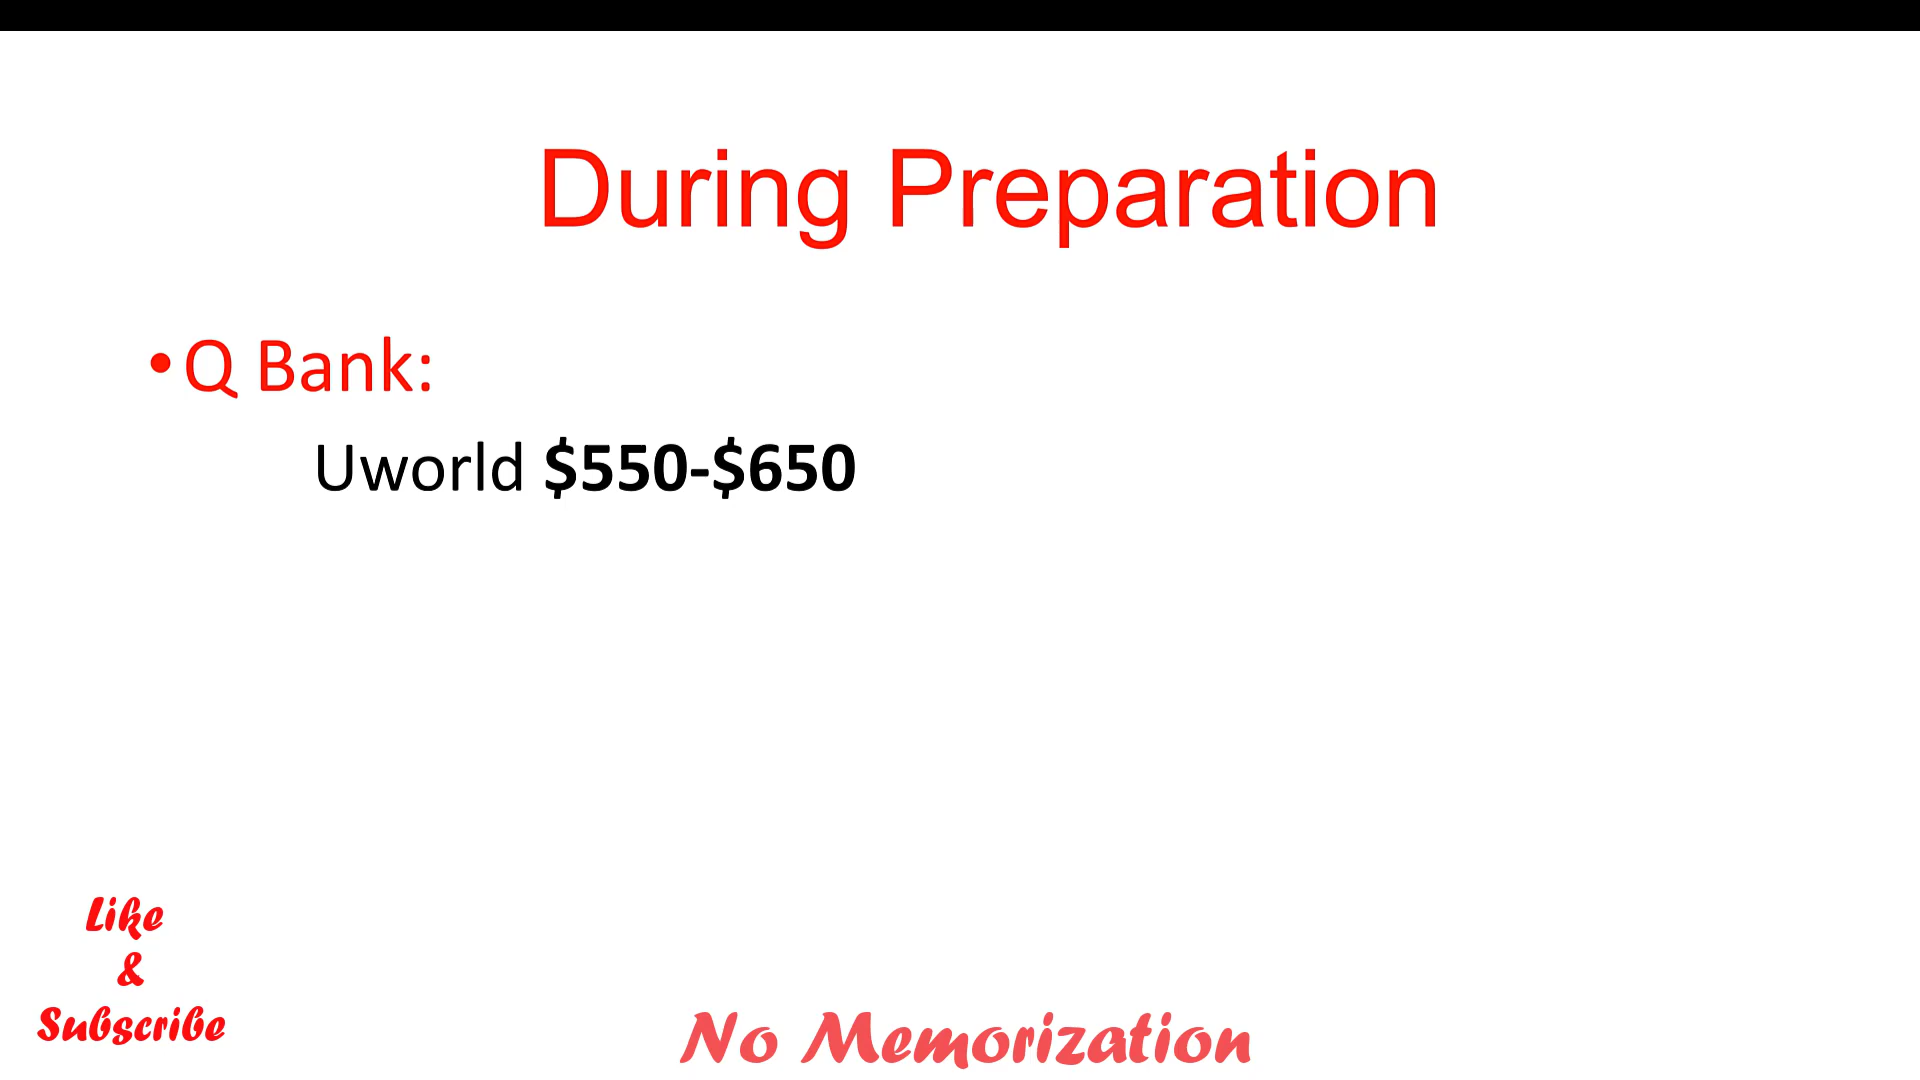 During Preparation
•Q Bank:
Uworld $550-$650
Like
&
Subscribe
No Memorization